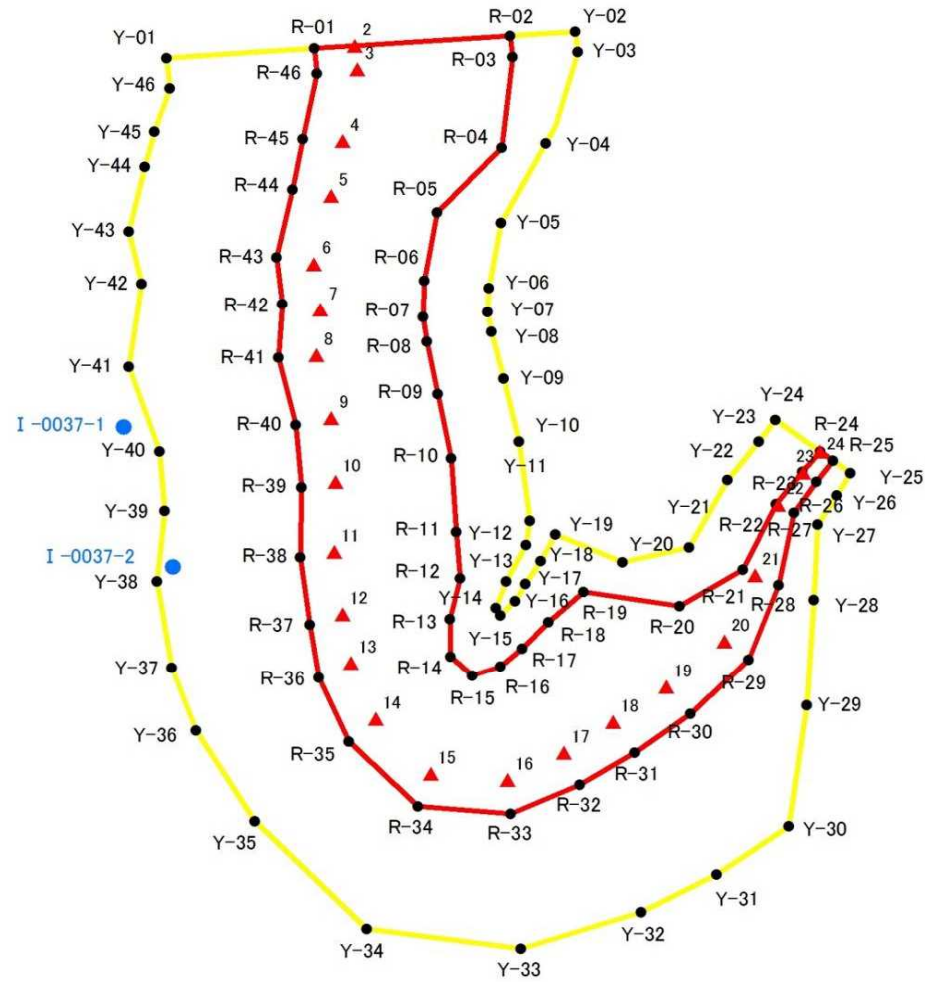 R-01
2
R-02
Y-02
Y-01
3
R-03
Y-03
Y-46
R-46
Y-45
R-45
4
R-04
Y-04
Y-44
R-44
5
R-05
Y-05
Y-43
R-43
6
R-06
Y-06
Y-42
R-42
7
R-07
Y-07
R-08
Y-08
Y-41
R-41
8
R-09
Y-09
I-0037-1
R-40
9
Y-24
Y-23
R-24
Y-40
R-10
Y-10
24
R-25
Y-22
23
Y-25
Y-39
R-39
10
Y-11
R-23
22
Y-26
R-26
R-11
Y-12
Y-19
Y-21
R-22
R-27
Y-27
I-0037-2
R-38
11
Y-13
Y-18
Y-20
Y-38
R-12
Y-14
Y-17
R-21
21
R-28
Y-28
R-37
12
R-13
Y-15
Y-16
R-19
R-20
20
Y-37
R-36
13
R-14
R-15
R-16
R-17
R-18
R-29
19
Y-36
R-35
14
18
R-30
Y-29
15
16
17
R-31
Y-35
R-34
R-33
R-32
Y-30
Y-34
Y-33
Y-32
Y-31